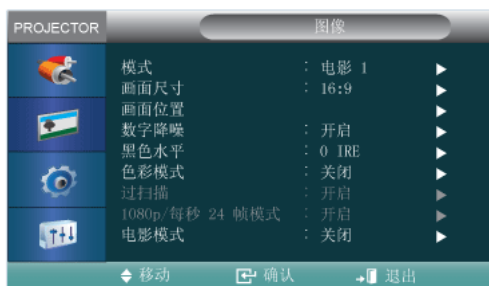 PROJECTOR 图像
模式 : 电影 1
画面尺寸 : 16:9
画面位置
数字降噪 : 开启
黑色水平 : 0 IRE
色彩模式 : 关闭
过扫描 : 开启
1080p/每秒 24 帧模式 : 开启
电影模式 : 关闭
移动 确认 退出